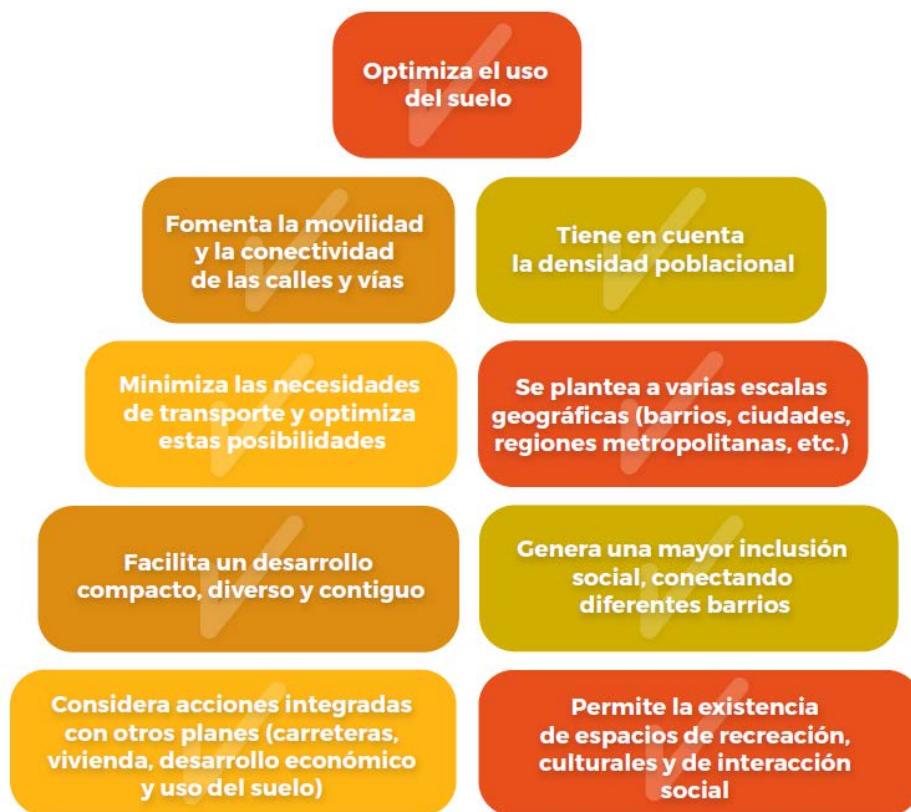 Optimiza el uso
del suelo
Fomenta la movilidad
y la conectividad
de las calles y vías
Tiene en cuenta
la densidad poblacional
Minimiza las necesidades
de transporte y optimiza
estas posibilidades
Se plantea a varias escalas
geográficas (barrios, ciudades,
regiones metropolitanas, etc.)
Facilita un desarrollo
compacto, diverso y contiguo
Genera una mayor inclusión
social, conectando
diferentes barrios
Considera acciones integradas
con otros planes (carreteras,
vivienda, desarrollo económico
y uso del suelo)
Permite la existencia
de espacios de recreación,
culturales y de interacción
social